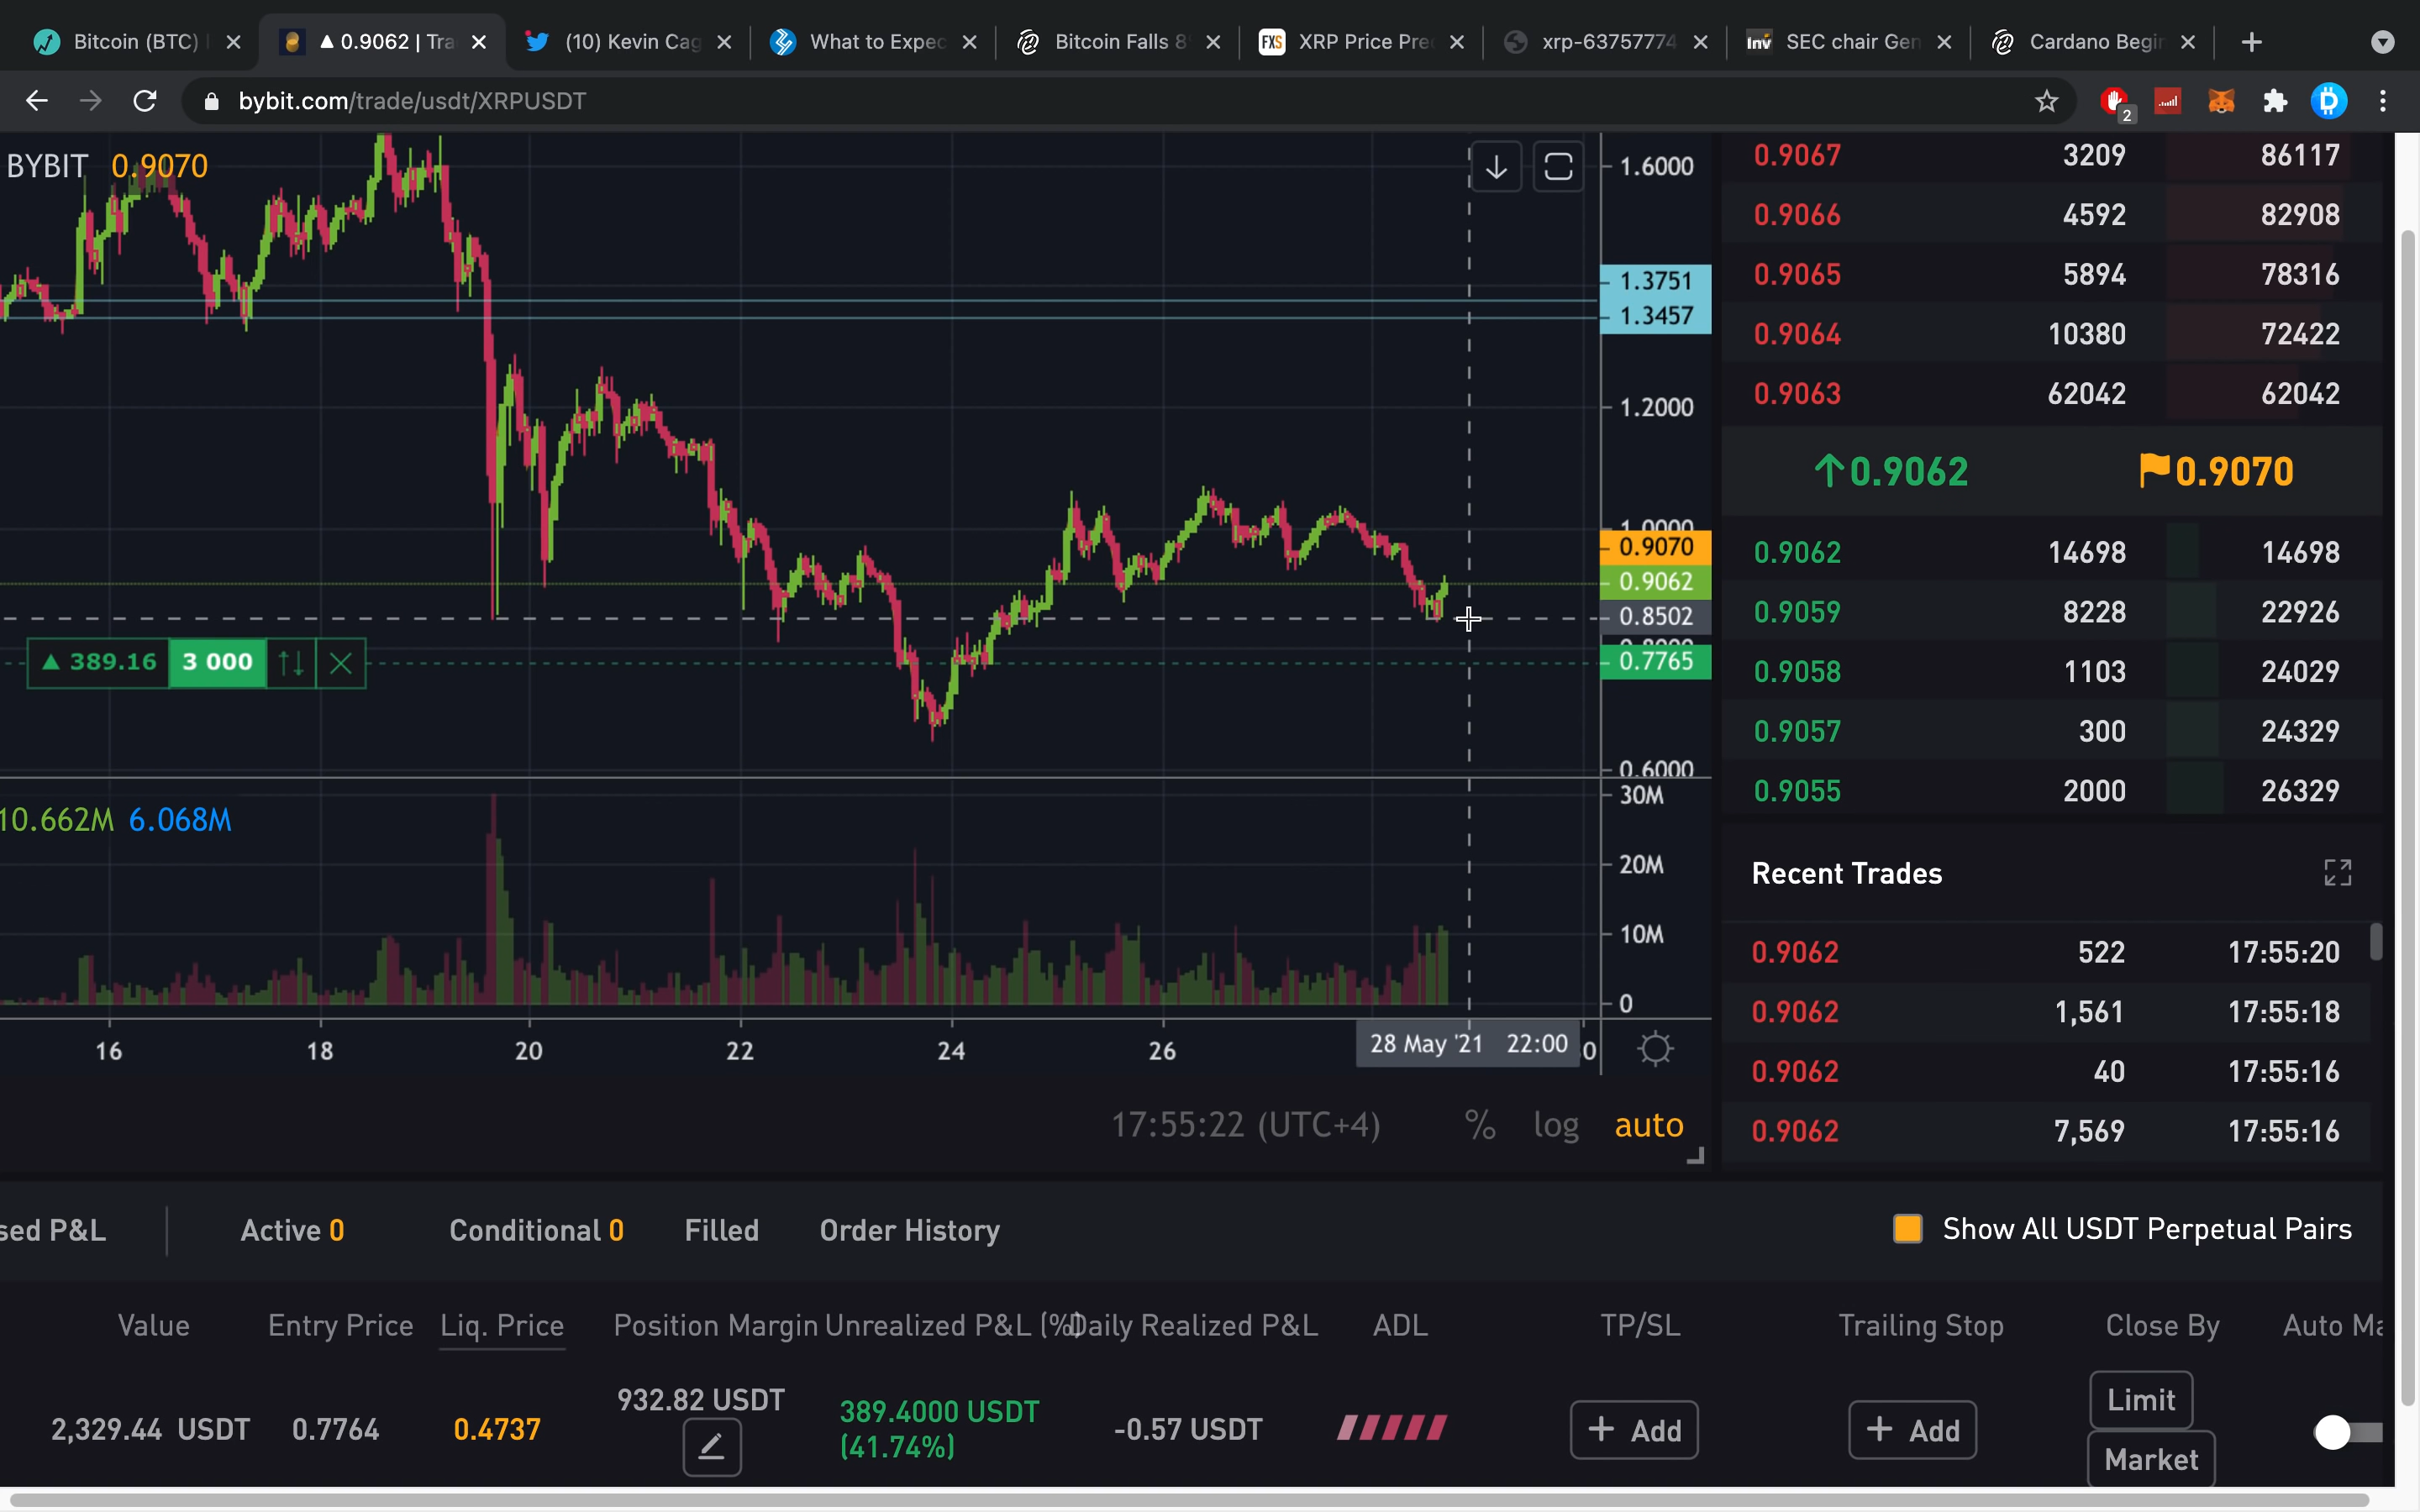 Bitcoin (BTC)
▲ 0.9062 | Tra
(10) Kevin Cag
What to Expec
Bitcoin Falls 8
FXS XRP Price Pre
xrp-63757774
Inv SEC chair Gen
Cardano Begin
bybit.com/trade/usdt/XRPUSDT
2
BYBIT 0.9070
1.6000
1.3751
1.3457
1.2000
1.0000
0.9070
0.9062
0.8502
0.8000
0.7765
0.6000
▲ 389.16 3 000
10.662M 6.068M
30M
20M
10M
0
16 18 20 22 24 26 28 May '21 22:00 0
17:55:22 (UTC+4) % log auto
0.9067 3209 86117
0.9066 4592 82908
0.9065 5894 78316
0.9064 10380 72422
0.9063 62042 62042
↑0.9062 0.9070
0.9062 14698 14698
0.9059 8228 22926
0.9058 1103 24029
0.9057 300 24329
0.9055 2000 26329
Recent Trades
0.9062 522 17:55:20
0.9062 1,561 17:55:18
0.9062 40 17:55:16
0.9062 7,569 17:55:16
sed P&L Active 0 Conditional 0 Filled Order History Show All USDT Perpetual Pairs
Value Entry Price Liq. Price Position Margin Unrealized P&L (%) Daily Realized P&L ADL TP/SL Trailing Stop Close By Auto Ma
2,329.44 USDT 0.7764 0.4737 932.82 USDT 389.4000 USDT -0.57 USDT + Add + Add Limit
(41.74%) Market